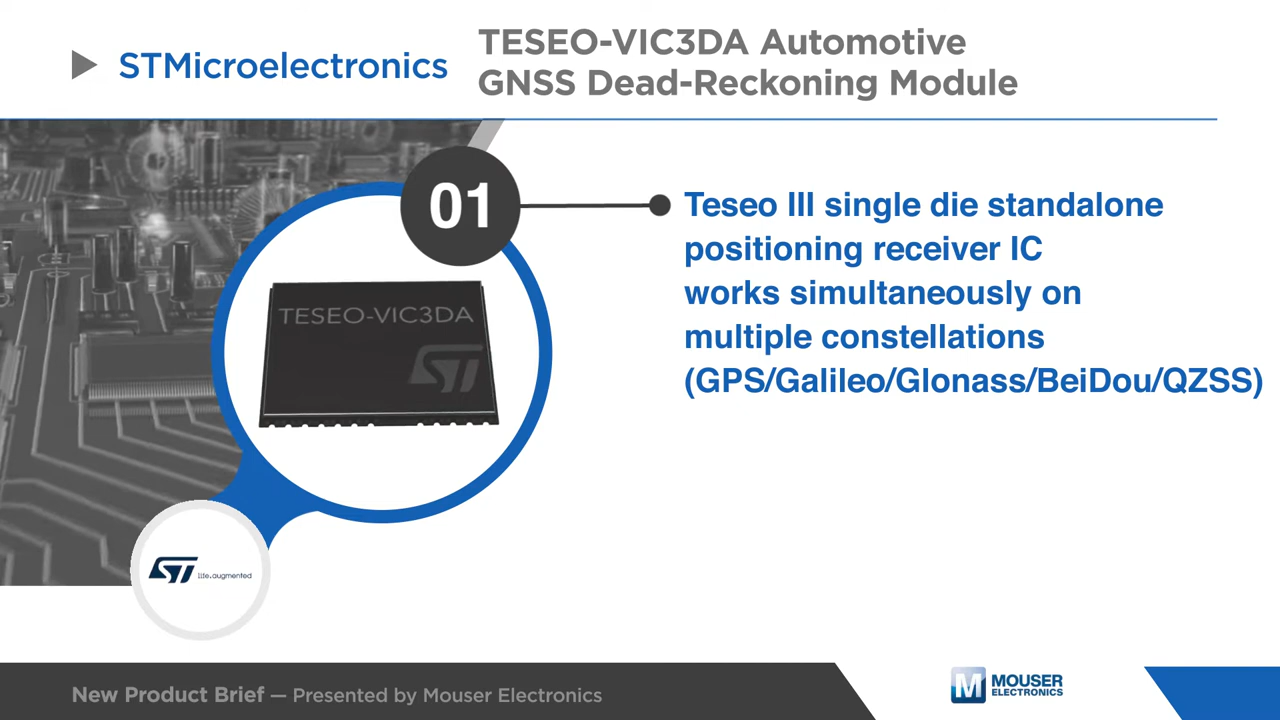 STMicroelectronics
TESEO-VIC3DA Automotive
GNSS Dead-Reckoning Module
01
Teseo III single die standalone
positioning receiver IC
works simultaneously on
multiple constellations
(GPS/Galileo/Glonass/BeiDou/QZSS)
TESEO-VIC3DA
ST
ST life.augmented
New Product Brief — Presented by Mouser Electronics
M MOUSER
ELECTRONICS